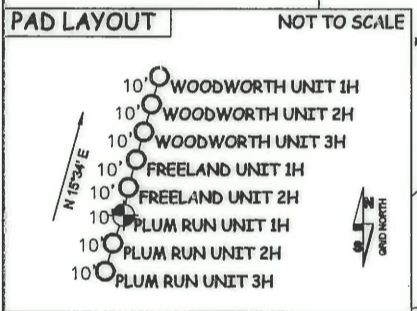 PAD LAYOUT
NOT TO SCALE
10' WOODWORTH UNIT 1H
10' WOODWORTH UNIT 2H
10' WOODWORTH UNIT 3H
10' FREELAND UNIT 1H
10' FREELAND UNIT 2H
10' PLUM RUN UNIT 1H
10' PLUM RUN UNIT 2H
10' PLUM RUN UNIT 3H
N 15°34' E
N
S
GRID NORTH